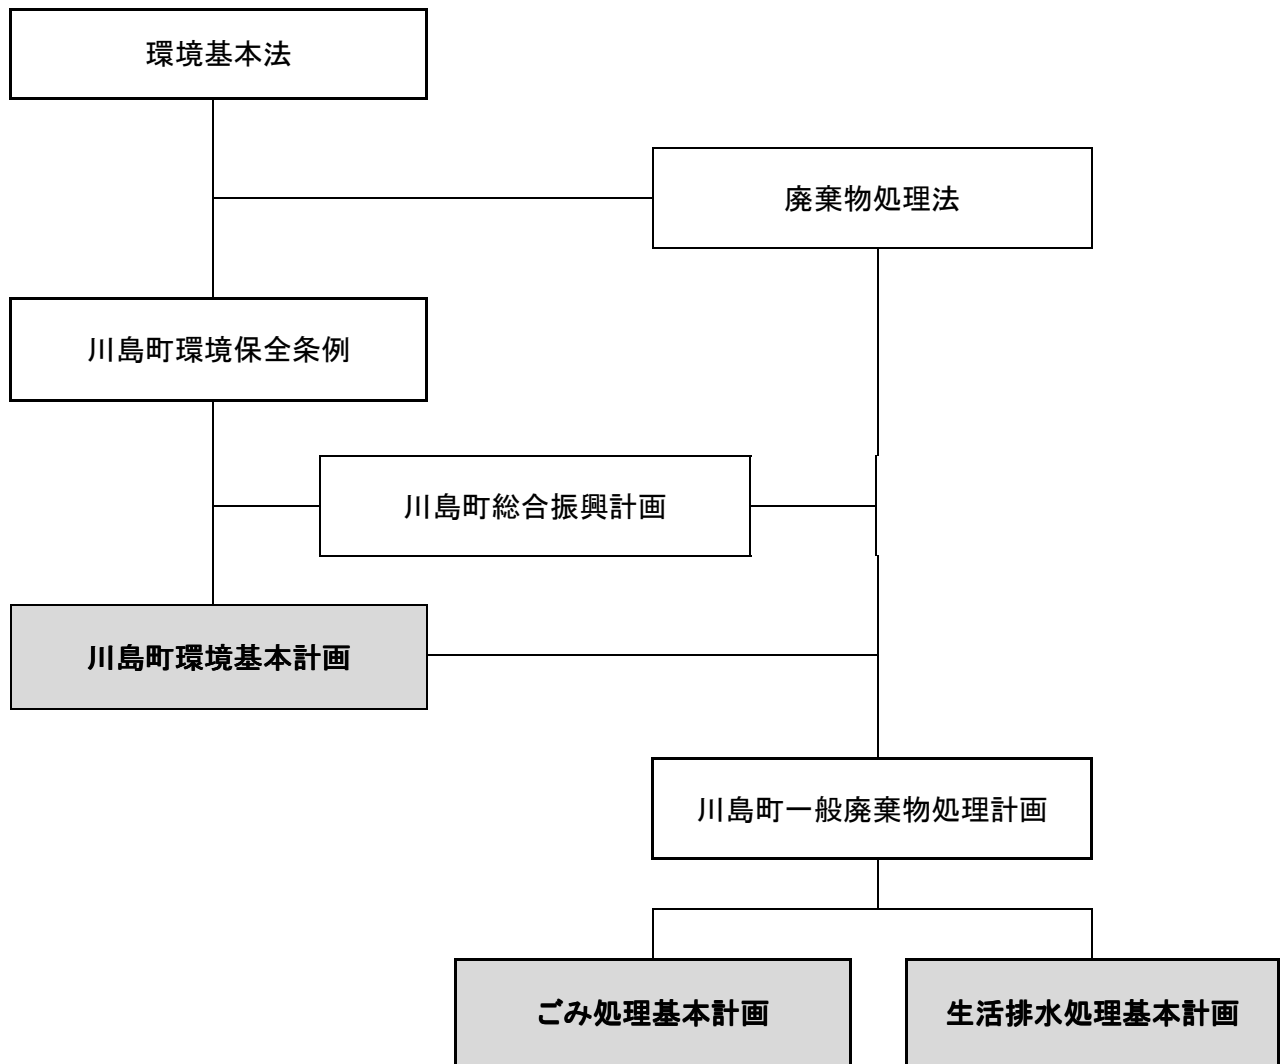 環境基本法
廃棄物処理法
川島町環境保全条例
川島町総合振興計画
川島町環境基本計画
川島町一般廃棄物処理計画
ごみ処理基本計画
生活排水処理基本計画